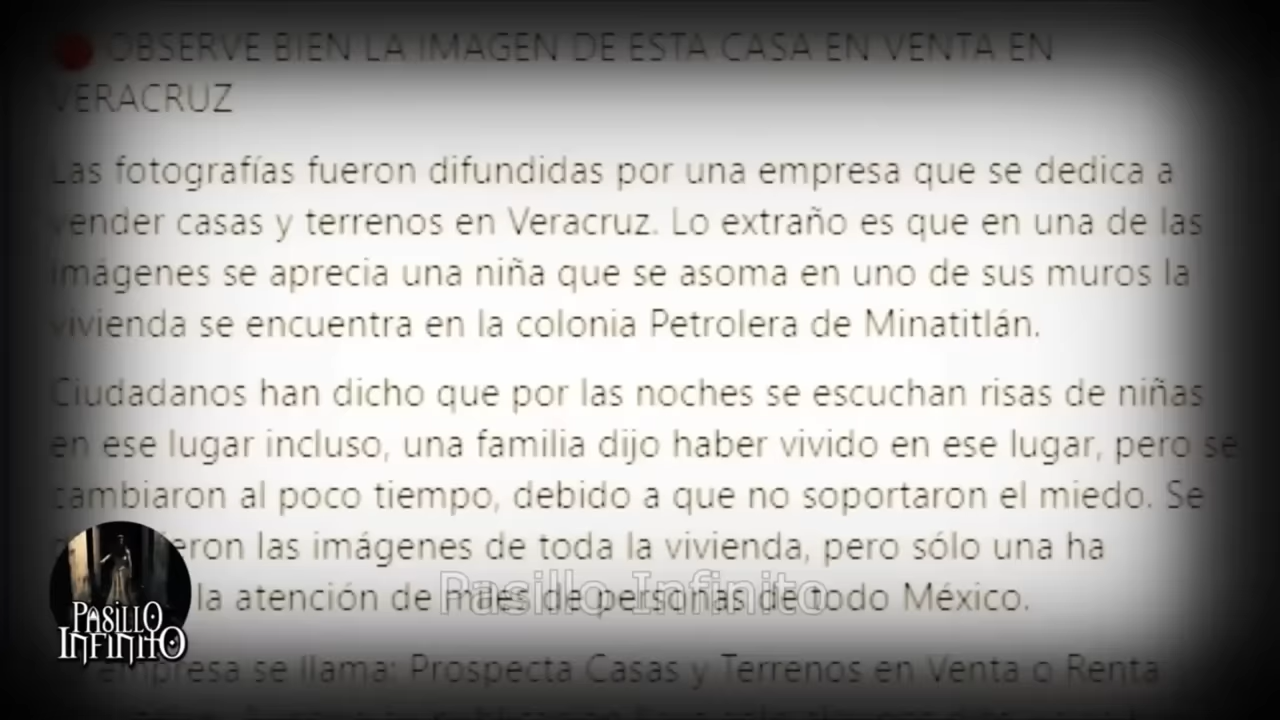 OBSERVE BIEN LA IMAGEN DE ESTA CASA EN VENTA EN
VERACRUZ
Las fotografías fueron difundidas por una empresa que se dedica a
vender casas y terrenos en Veracruz. Lo extraño es que en una de las
imágenes se aprecia una niña que se asoma en uno de sus muros la
vivienda se encuentra en la colonia Petrolera de Minatitlán.
Ciudadanos han dicho que por las noches se escuchan risas de niñas
en ese lugar incluso, una familia dijo haber vivido en ese lugar, pero se
cambiaron al poco tiempo, debido a que no soportaron el miedo. Se
las imágenes de toda la vivienda, pero sólo una ha
la atención de miles de personas de todo México.
empresa se llama: Prospecta Casas y Terrenos en Venta o Renta
Pasillo Infinito
PASILLO
INFINITO